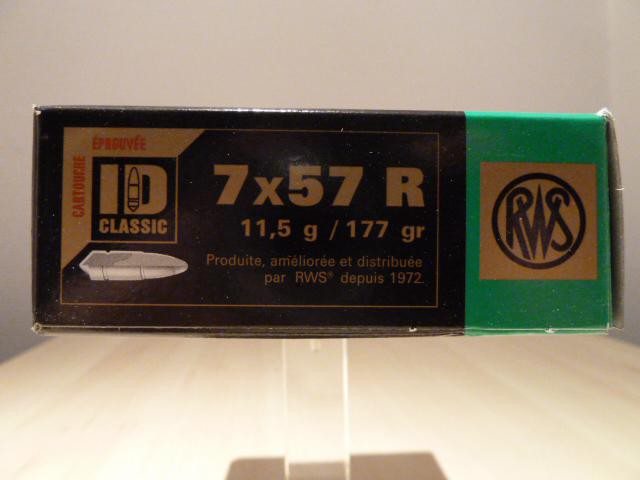 CARTOUCHE ÉPROUVÉE
ID
CLASSIC
7x57 R
11,5 g / 177 gr
Produite, améliorée et distribuée
par RWS® depuis 1972.
RWS